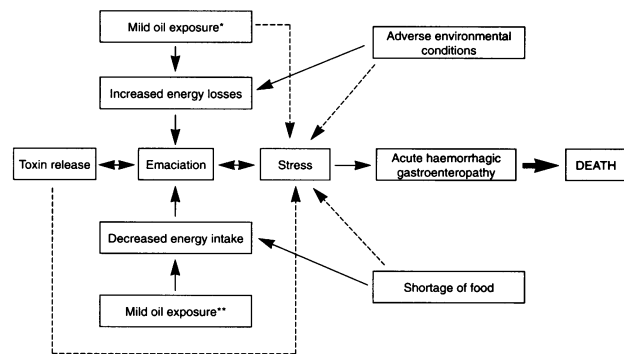 Mild oil exposure*
Adverse environmental
conditions
Increased energy losses
Toxin release
Emaciation
Stress
Acute haemorrhagic
gastroenteropathy
DEATH
Decreased energy intake
Shortage of food
Mild oil exposure**